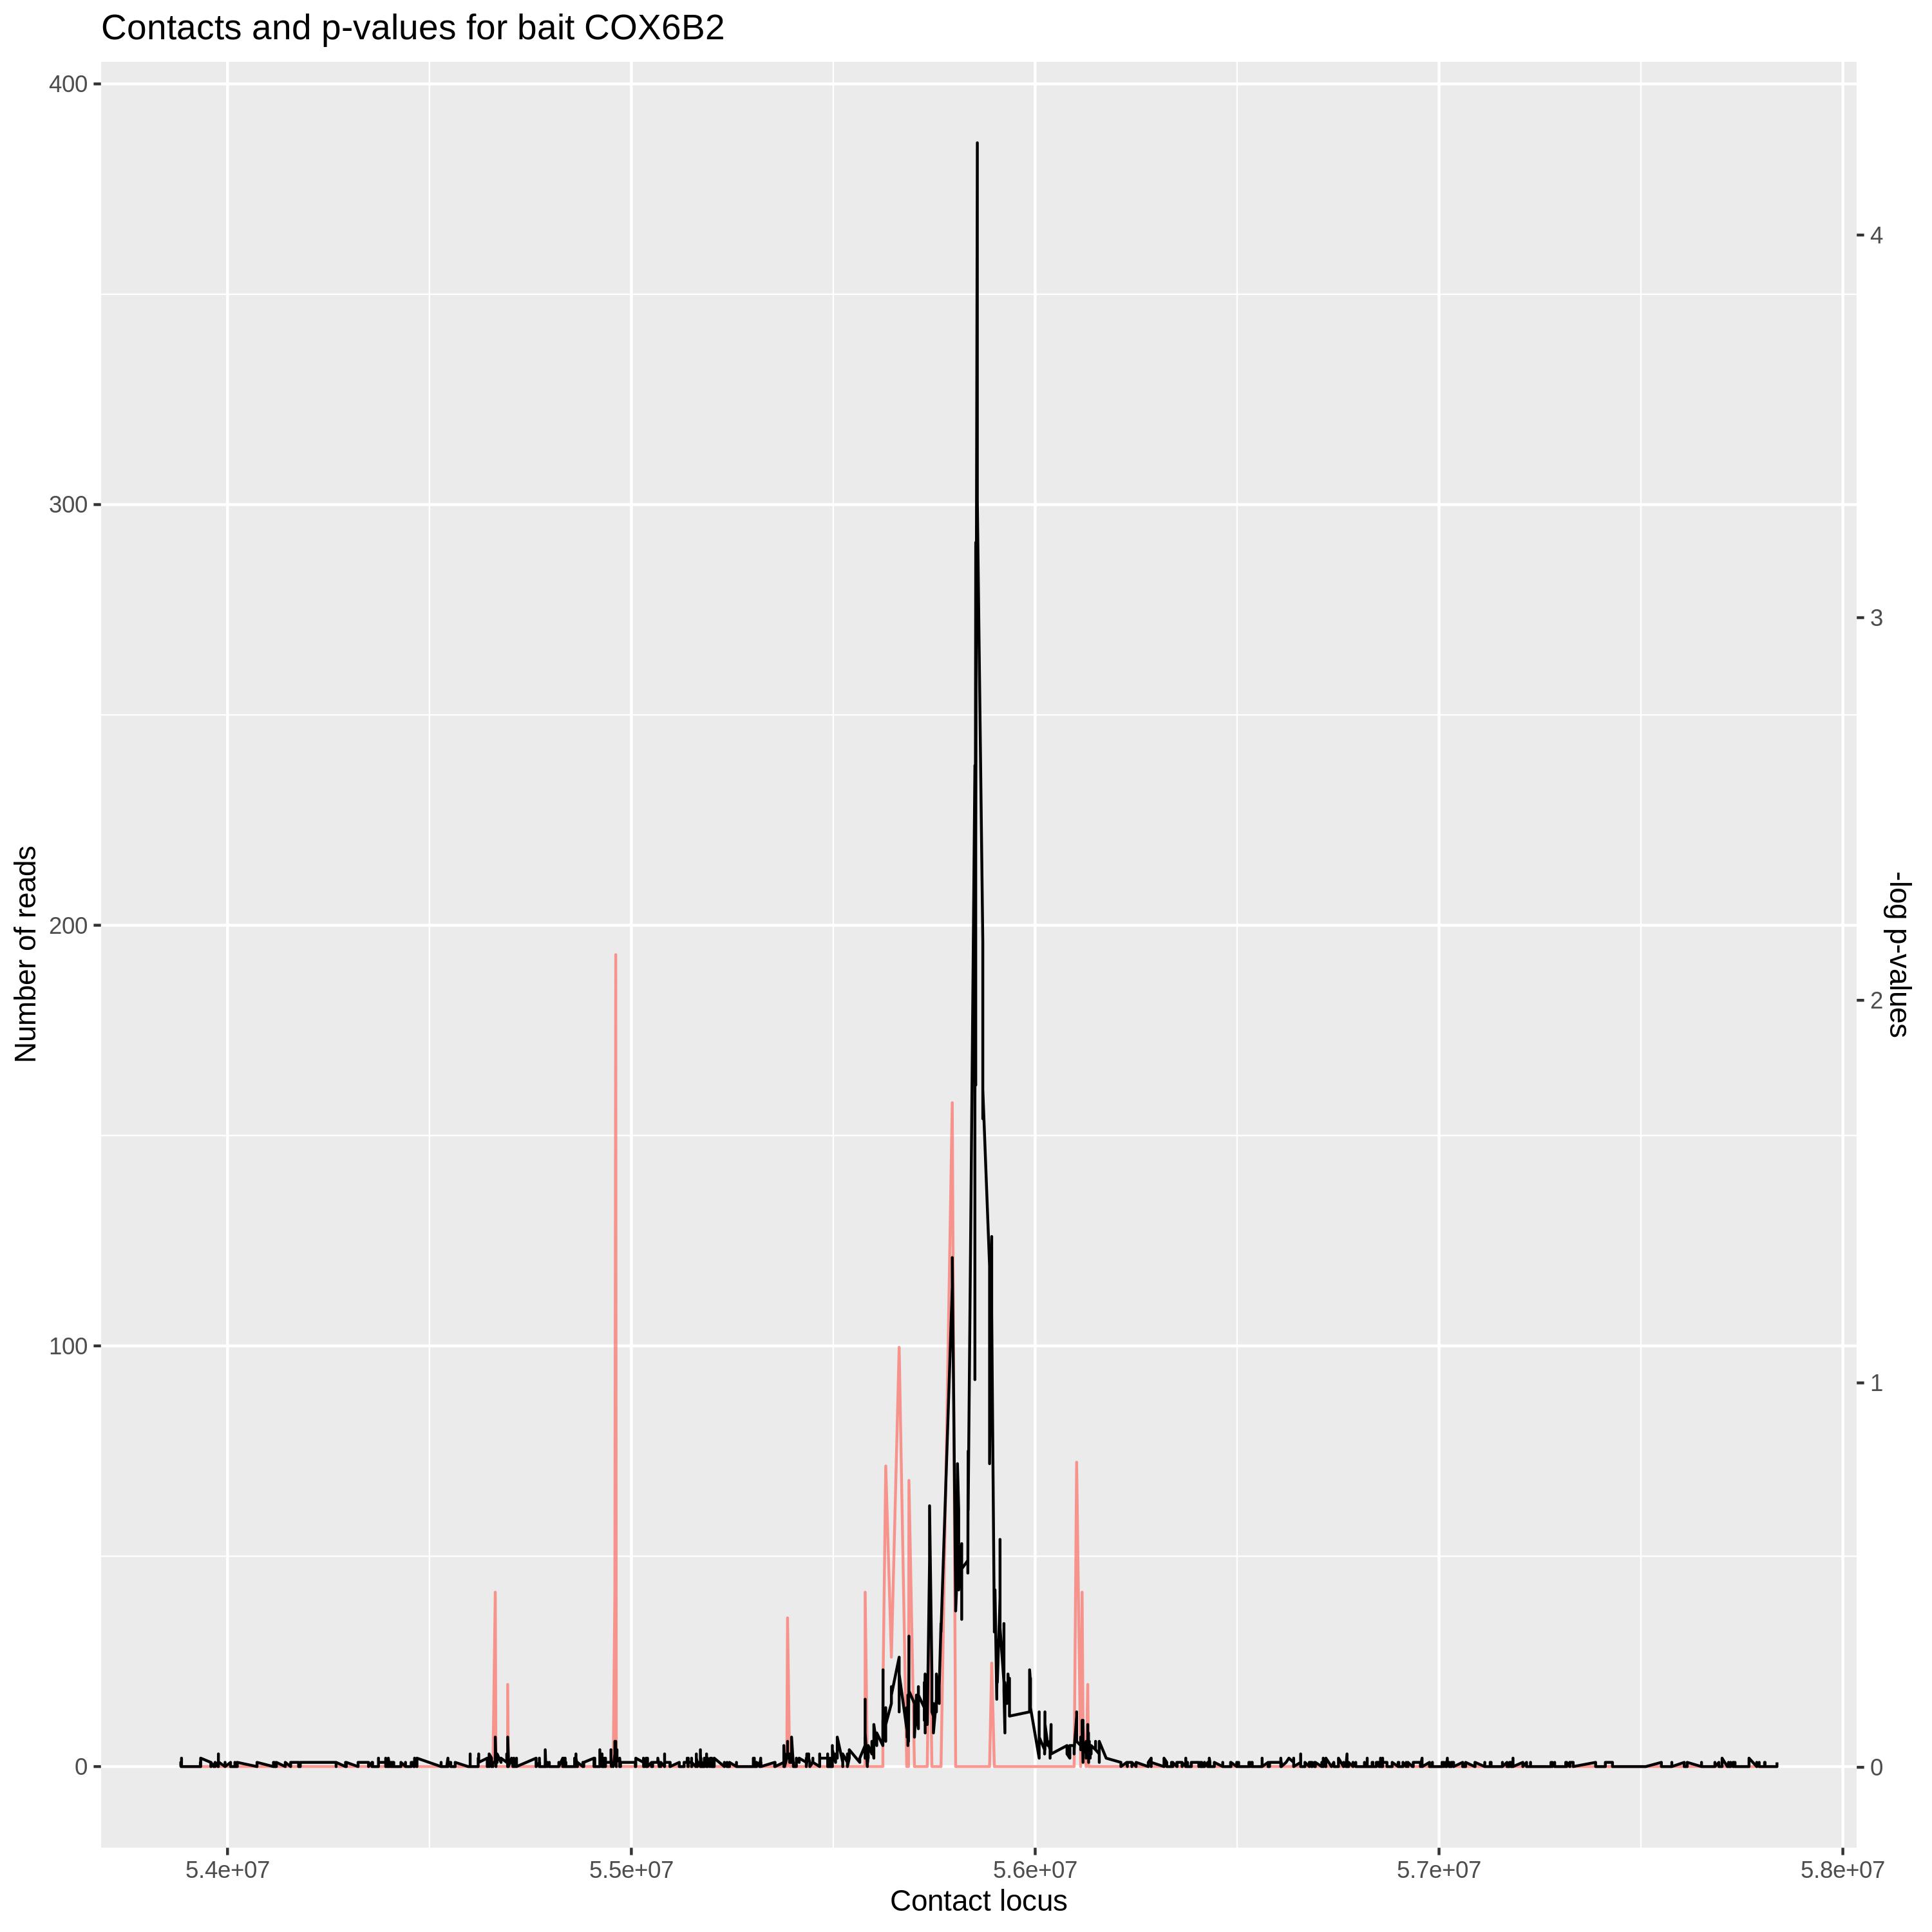 Contacts and p-values for bait COX6B2
Number of reads
400
300
200
100
0
4
3
2
1
0
-log p-values
5.4e+07
5.5e+07
5.6e+07
5.7e+07
5.8e+07
Contact locus